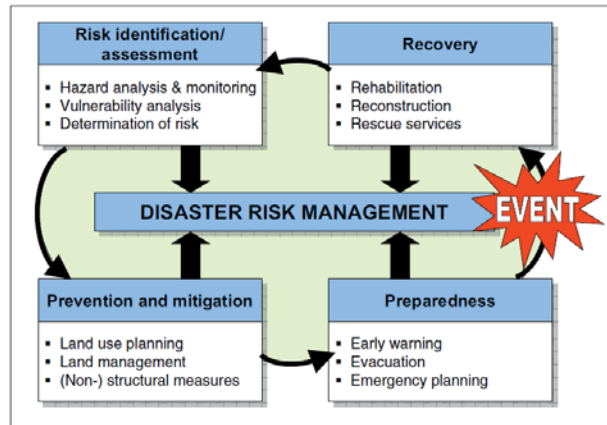 Risk identification/
assessment
▪ Hazard analysis & monitoring
▪ Vulnerability analysis
▪ Determination of risk
Recovery
▪ Rehabilitation
▪ Reconstruction
▪ Rescue services
DISASTER RISK MANAGEMENT
EVENT
Prevention and mitigation
▪ Land use planning
▪ Land management
▪ (Non-) structural measures
Preparedness
▪ Early warning
▪ Evacuation
▪ Emergency planning